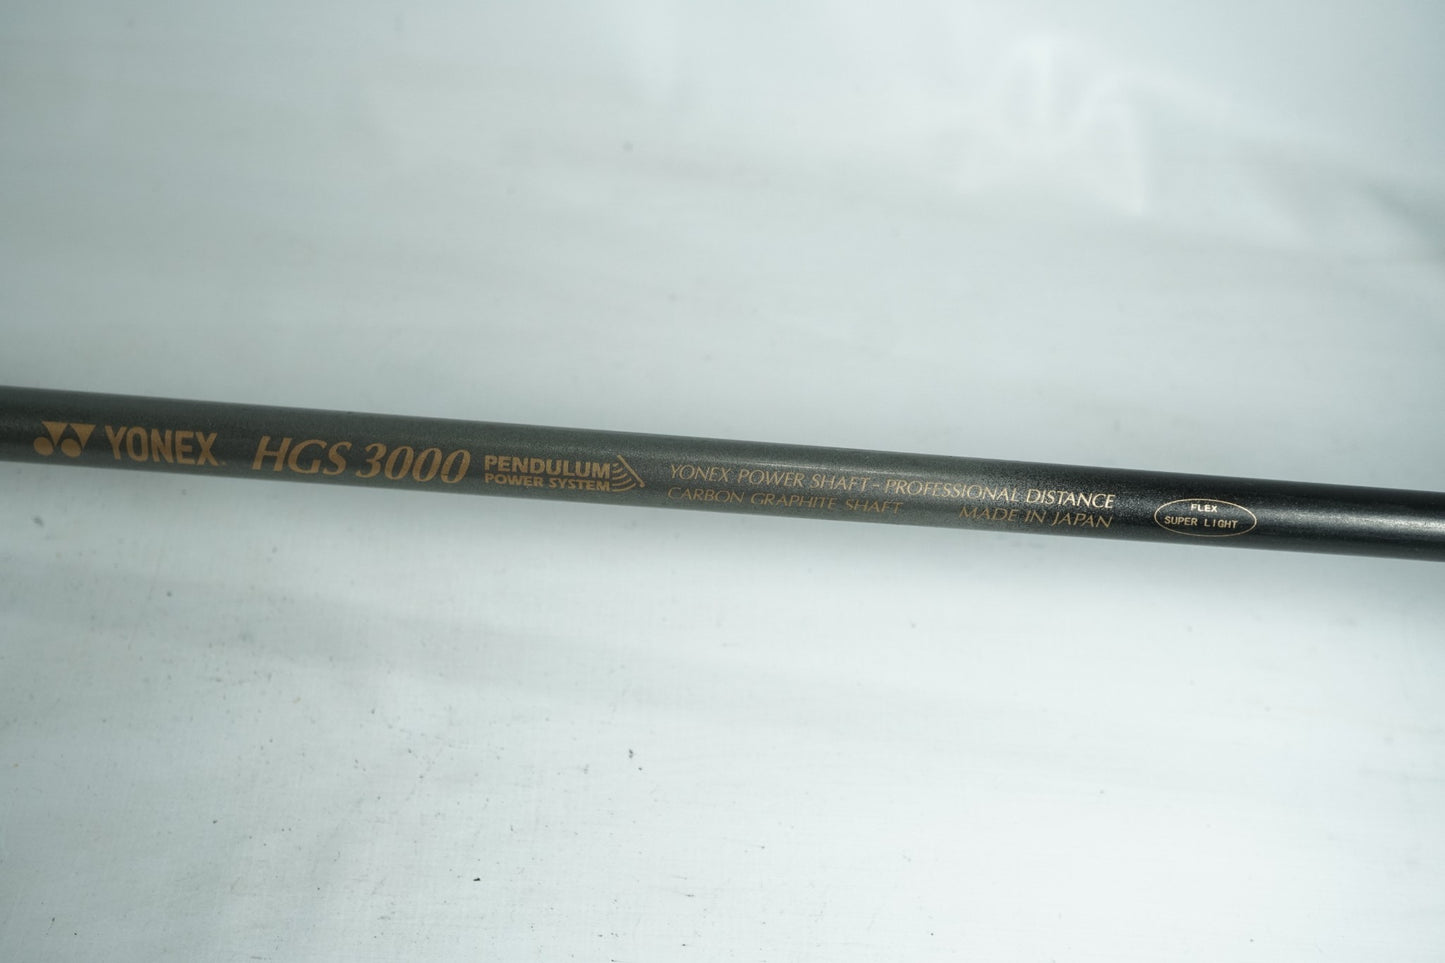 YONEX HGS 3000
PENDULUM
POWER SYSTEM
YONEX POWER SHAFT - PROFESSIONAL DISTANCE
CARBON GRAPHITE SHAFT MADE IN JAPAN
FLEX
SUPER LIGHT